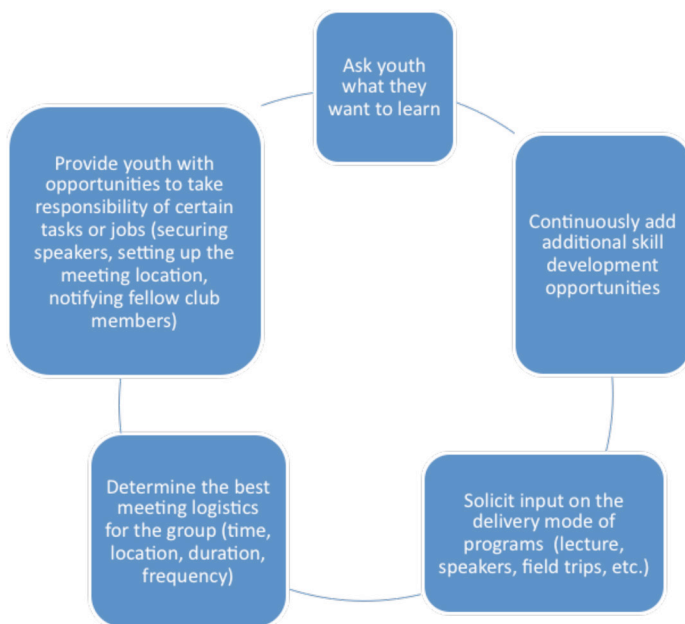 Ask youth
what they
want to learn
Continuously add
additional skill
development
opportunities
Solicit input on the
delivery mode of
programs (lecture,
speakers, field trips, etc.)
Determine the best
meeting logistics
for the group (time,
location, duration,
frequency)
Provide youth with
opportunities to take
responsibility of certain
tasks or jobs (securing
speakers, setting up the
meeting location,
notifying fellow club
members)